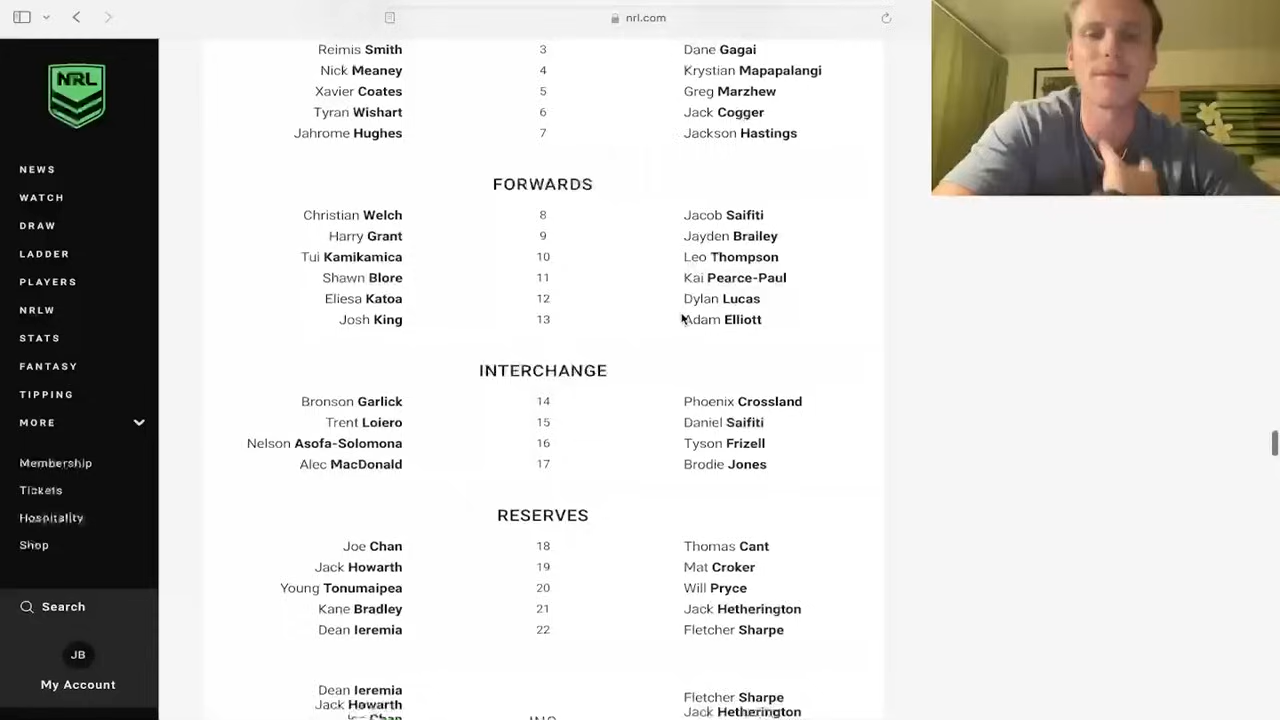 nrl.com
NRL
NEWS
WATCH
DRAW
LADDER
PLAYERS
NRLW
STATS
FANTASY
TIPPING
MORE
Membership
Tickets
Hospitality
Shop
Search
JB
My Account
Reimis Smith 3 Dane Gagai
Nick Meaney 4 Krystian Mapapalangi
Xavier Coates 5 Greg Marzhew
Tyran Wishart 6 Jack Cogger
Jahrome Hughes 7 Jackson Hastings
FORWARDS
Christian Welch 8 Jacob Saifiti
Harry Grant 9 Jayden Brailey
Tui Kamikamica 10 Leo Thompson
Shawn Blore 11 Kai Pearce-Paul
Eliesa Katoa 12 Dylan Lucas
Josh King 13 Adam Elliott
INTERCHANGE
Bronson Garlick 14 Phoenix Crossland
Trent Loiero 15 Daniel Saifiti
Nelson Asofa-Solomona 16 Tyson Frizell
Alec MacDonald 17 Brodie Jones
RESERVES
Joe Chan 18 Thomas Cant
Jack Howarth 19 Mat Croker
Young Tonumaipea 20 Will Pryce
Kane Bradley 21 Jack Hetherington
Dean Ieremia 22 Fletcher Sharpe
Dean Ieremia Fletcher Sharpe
Jack Howarth Jack Hetherington